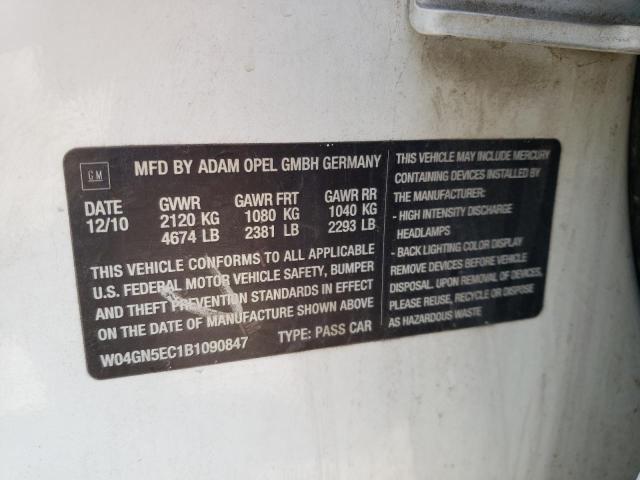 GM
MFD BY ADAM OPEL GMBH GERMANY
DATE GVWR GAWR FRT GAWR RR
12/10 2120 KG 1080 KG 1040 KG
4674 LB 2381 LB 2293 LB
THIS VEHICLE CONFORMS TO ALL APPLICABLE
U.S. FEDERAL MOTOR VEHICLE SAFETY, BUMPER
AND THEFT PREVENTION STANDARDS IN EFFECT
ON THE DATE OF MANUFACTURE SHOWN ABOVE
W04GN5EC1B1090847 TYPE: PASS CAR
THIS VEHICLE MAY INCLUDE MERCURY
CONTAINING DEVICES INSTALLED BY
THE MANUFACTURER:
- HIGH INTENSITY DISCHARGE
HEADLAMPS
- BACK LIGHTING COLOR DISPLAY
REMOVE DEVICES BEFORE VEHICLE
DISPOSAL. UPON REMOVAL OF DEVICES,
PLEASE REUSE, RECYCLE OR DISPOSE
AS HAZARDOUS WASTE